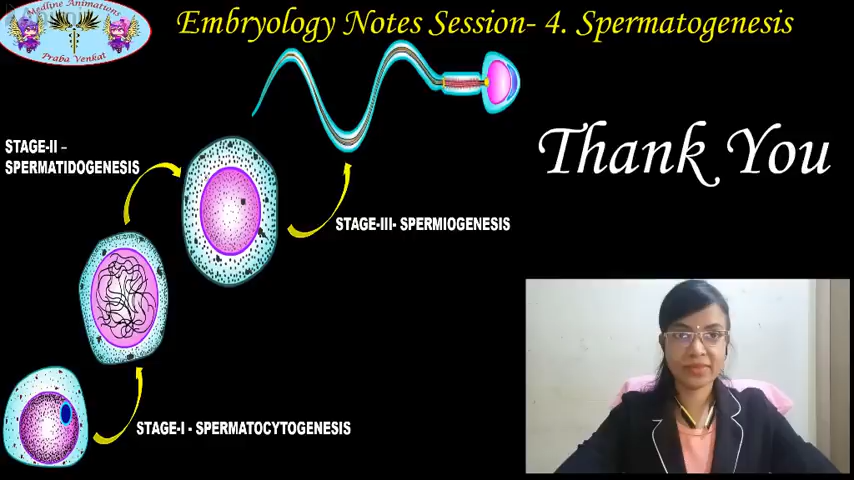 Medline Animations
Praba Venkat
Embryology Notes Session- 4. Spermatogenesis
Thank You
STAGE-II –
SPERMATIDOGENESIS
STAGE-III- SPERMIOGENESIS
STAGE-I - SPERMATOCYTOGENESIS